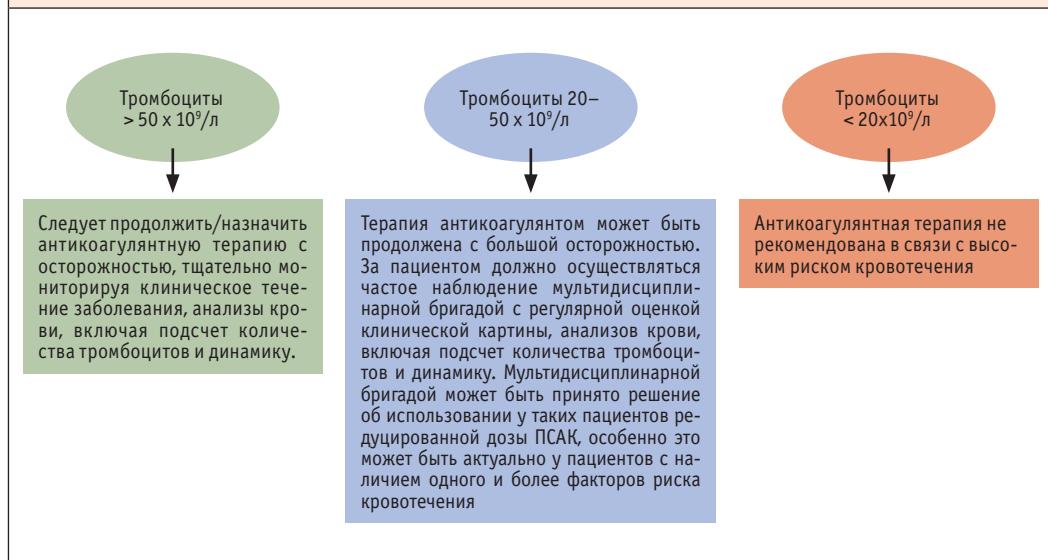 Тромбоциты
> 50 x 10⁹/л
Следует продолжить/назначить
антикоагулянтную терапию с
осторожностью, тщательно мо-
ниторируя клиническое тече-
ние заболевания, анализы кро-
ви, включая подсчет количе-
ства тромбоцитов и динамику.
Тромбоциты 20–
50 x 10⁹/л
Терапия антикоагулянтом может быть
продолжена с большой осторожностью.
За пациентом должно осуществляться
частое наблюдение мультидисципли-
нарной бригадой с регулярной оценкой
клинической картины, анализов крови,
включая подсчет количества тромбоци-
тов и динамику. Мультидисциплинарной
бригадой может быть принято решение
об использовании у таких пациентов ре-
дуцированной дозы ПСАК, особенно это
может быть актуально у пациентов с на-
личием одного и более факторов риска
кровотечения
Тромбоциты
< 20x10⁹/л
Антикоагулянтная терапия не
рекомендована в связи с высо-
ким риском кровотечения